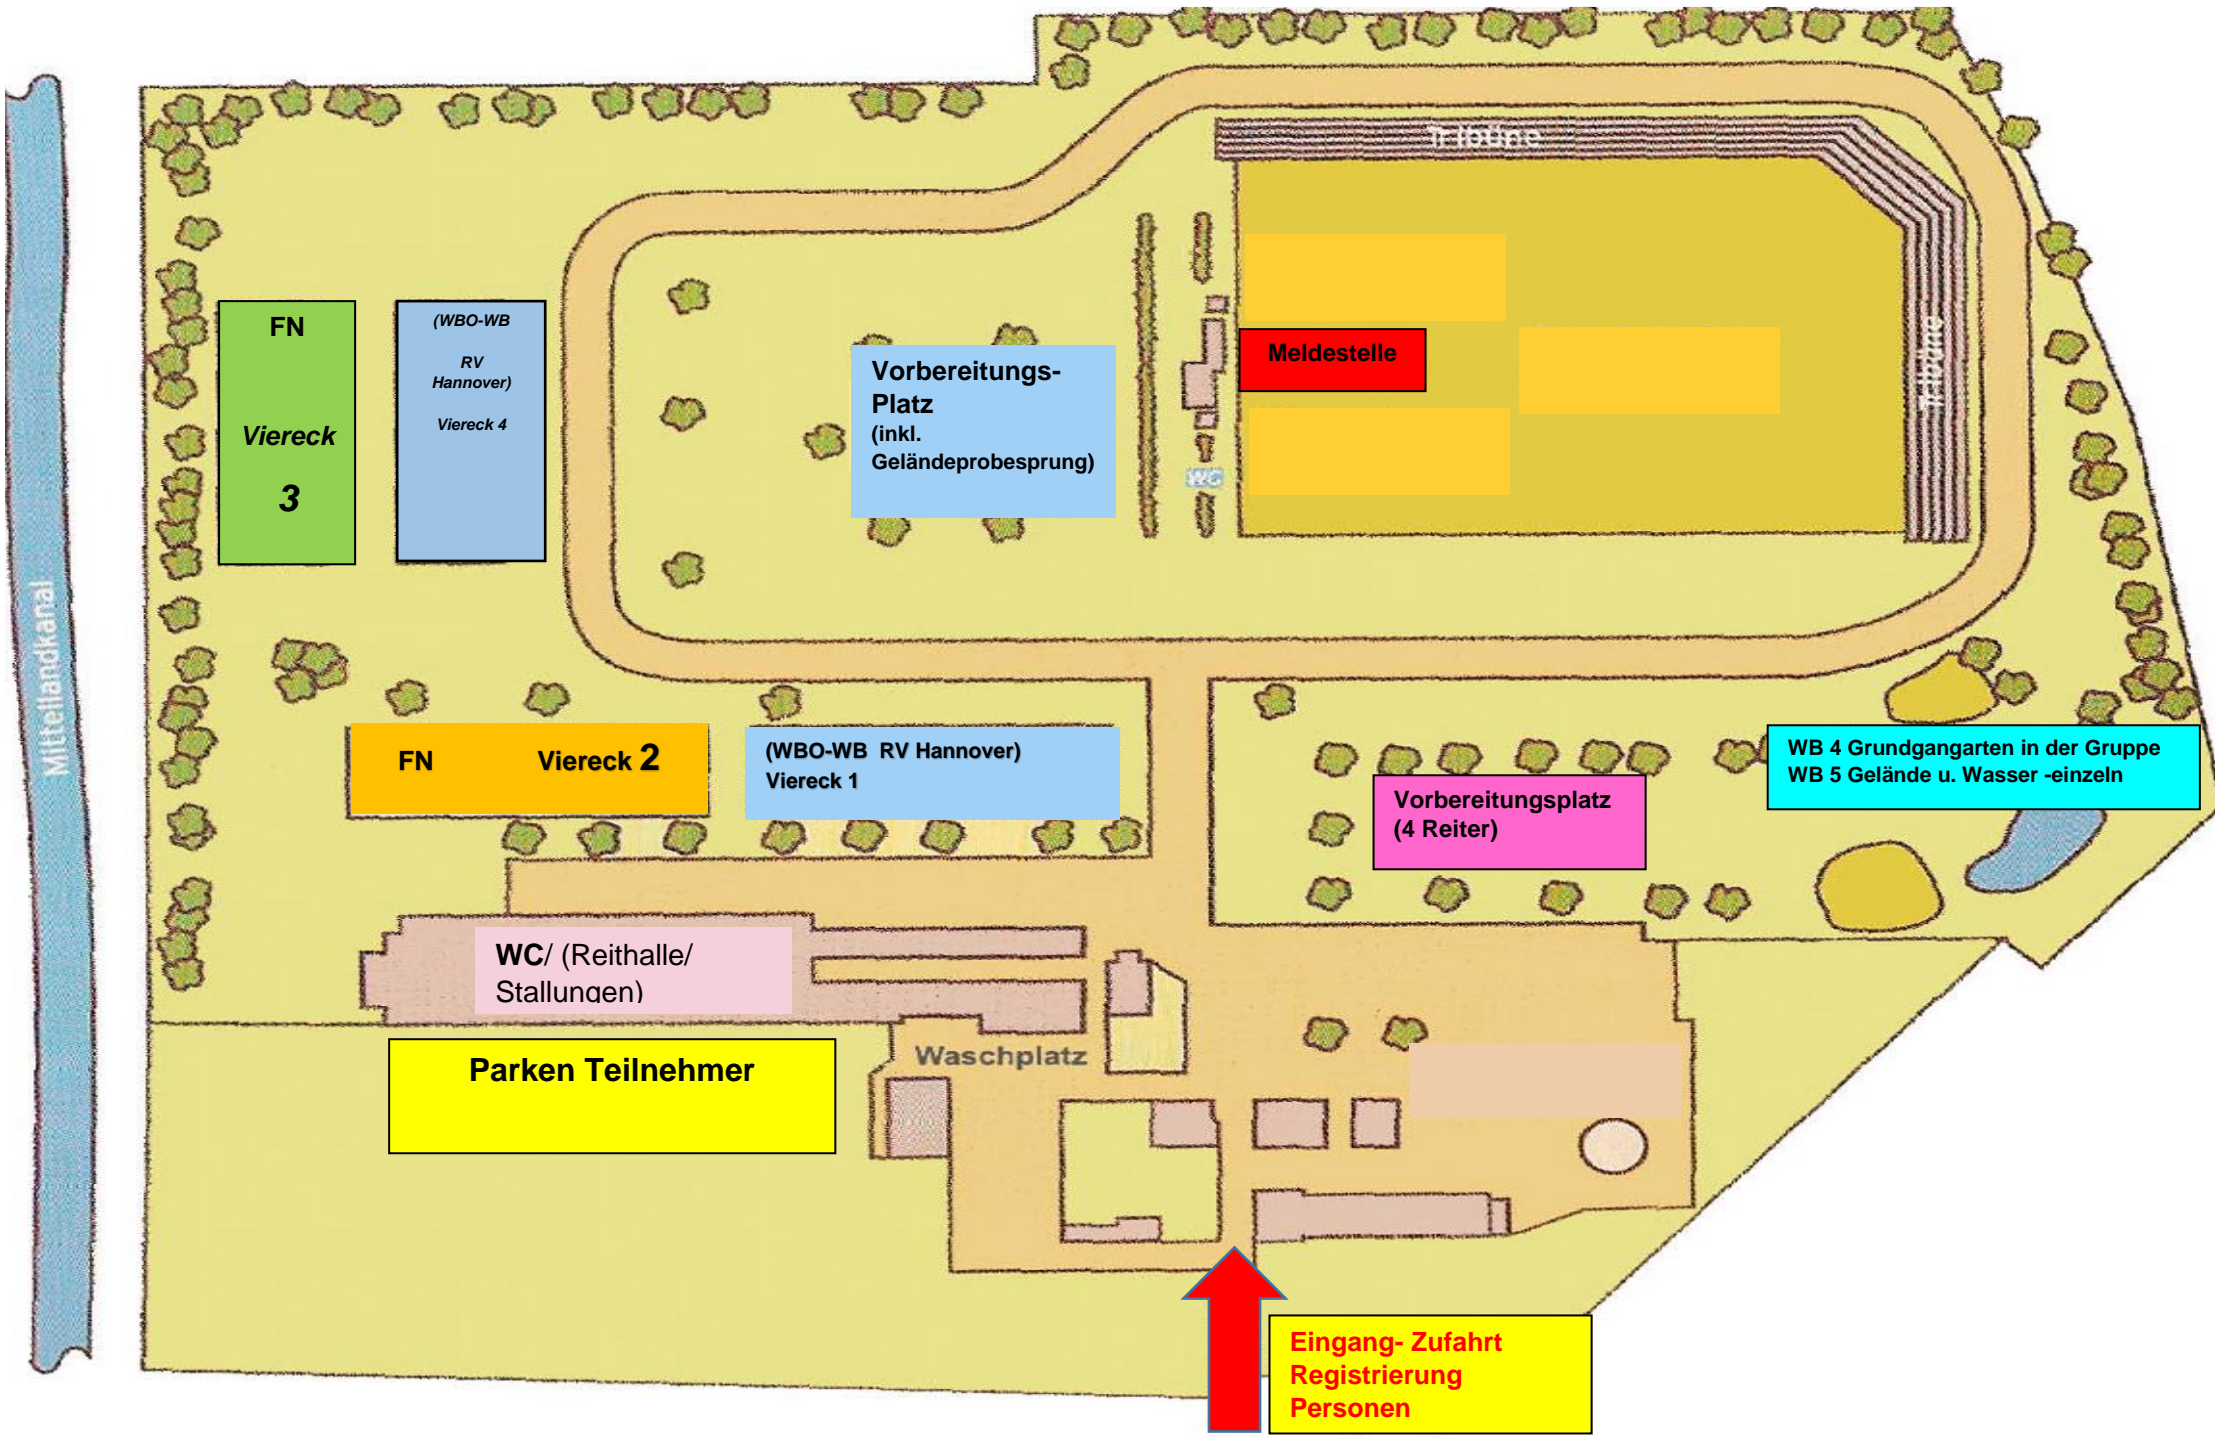 Tribüne
FN
Viereck
3
(WBO-WB
RV
Hannover)
Viereck 4
Vorbereitungs-
Platz
(inkl.
Geländeprobesprung)
Meldestelle
Tribüne
WC
Mittellandkanal
FN Viereck 2
(WBO-WB RV Hannover)
Viereck 1
WB 4 Grundgangarten in der Gruppe
WB 5 Gelände u. Wasser -einzeln
Vorbereitungsplatz
(4 Reiter)
WC/ (Reithalle/
Stallungen)
Waschplatz
Parken Teilnehmer
Eingang- Zufahrt
Registrierung
Personen